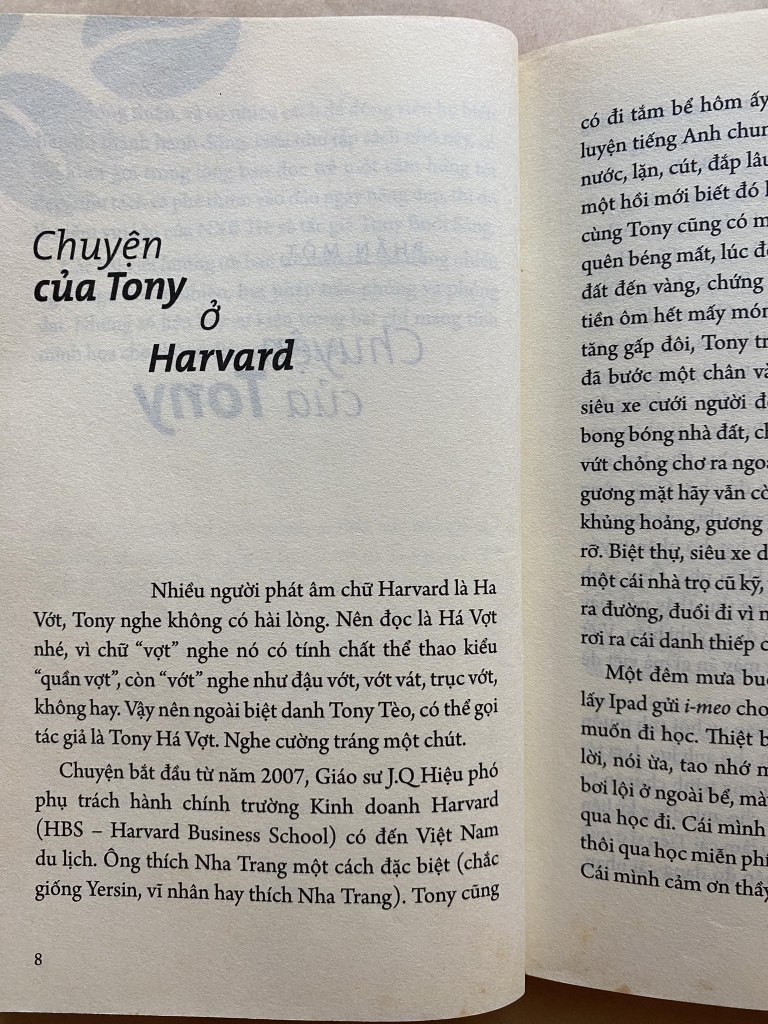 Chuyện
của Tony
ở
Harvard
Nhiều người phát âm chữ Harvard là Ha
Vớt, Tony nghe không có hài lòng. Nên đọc là Há Vợt
nhé, vì chữ “vợt” nghe nó có tính chất thể thao kiểu
“quần vợt”, còn “vớt” nghe như đậu vớt, vớt vát, trục vớt,
không hay. Vậy nên ngoài biệt danh Tony Tèo, có thể gọi
tác giả là Tony Há Vợt. Nghe cường tráng một chút.
Chuyện bắt đầu từ năm 2007, Giáo sư J.Q Hiệu phó
phụ trách hành chính trường Kinh doanh Harvard
(HBS – Harvard Business School) có đến Việt Nam
du lịch. Ông thích Nha Trang một cách đặc biệt (chắc
giống Yersin, vĩ nhân hay thích Nha Trang). Tony cũng
8
có đi tắm bể hôm ấy
luyện tiếng Anh chun
nước, lặn, cút, đắp lâu
một hồi mới biết đó l
cùng Tony cũng có m
quên béng mất, lúc đ
đất đến vàng, chứng
tiền ôm hết mấy món
tăng gấp đôi, Tony tr
đã bước một chân và
siêu xe cưới người đ
bong bóng nhà đất, ch
vứt chỏng chơ ra ngoà
gương mặt hãy vẫn cò
khủng hoảng, gương
rỡ. Biệt thự, siêu xe d
một cái nhà trọ cũ kỹ,
ra đường, đuổi đi vì n
rơi ra cái danh thiếp c
Một đêm mưa buồ
lấy Ipad gửi i-meo cho
muốn đi học. Thiệt b
lời, nói ừa, tao nhớ m
bơi lội ở ngoài bể, mà
qua học đi. Cái mình
thôi qua học miễn phí
Cái mình cảm ơn thầy